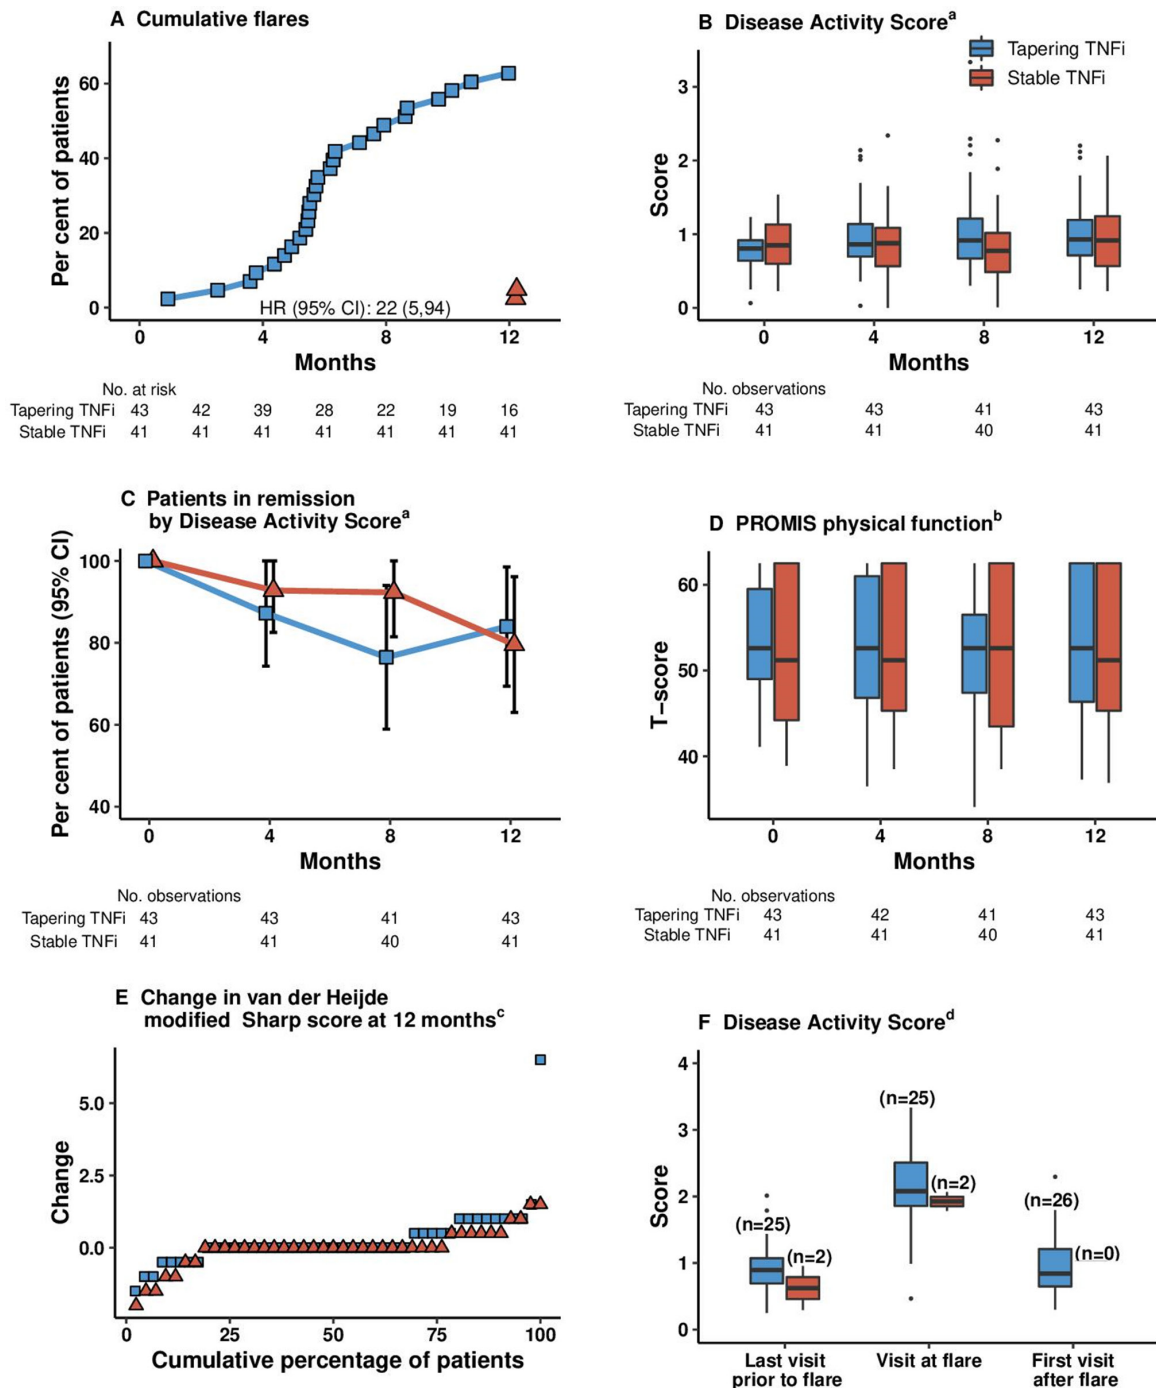 A Cumulative flares
Per cent of patients
60
40
20
0
HR (95% CI): 22 (5,94)
0 4 8 12
Months
No. at risk
Tapering TNFi 43 42 39 28 22 19 16
Stable TNFi 41 41 41 41 41 41 41
B Disease Activity Scoreᵃ
Tapering TNFi
Stable TNFi
Score
3
2
1
0
0 4 8 12
Months
No. observations
Tapering TNFi 43 43 41 43
Stable TNFi 41 41 40 41
C Patients in remission
by Disease Activity Scoreᵃ
Per cent of patients (95% CI)
100
80
60
40
0 4 8 12
Months
No. observations
Tapering TNFi 43 43 41 43
Stable TNFi 41 41 40 41
D PROMIS physical functionᵇ
T−score
60
50
40
0 4 8 12
Months
No. observations
Tapering TNFi 43 42 41 43
Stable TNFi 41 41 40 41
E Change in van der Heijde
modified Sharp score at 12 monthsᶜ
Change
5.0
2.5
0.0
0 25 50 75 100
Cumulative percentage of patients
F Disease Activity Scoreᵈ
Score
4
3
2
1
0
(n=25)
(n=2)
(n=25)
(n=2)
(n=26)
(n=0)
Last visit
prior to flare
Visit at flare
First visit
after flare